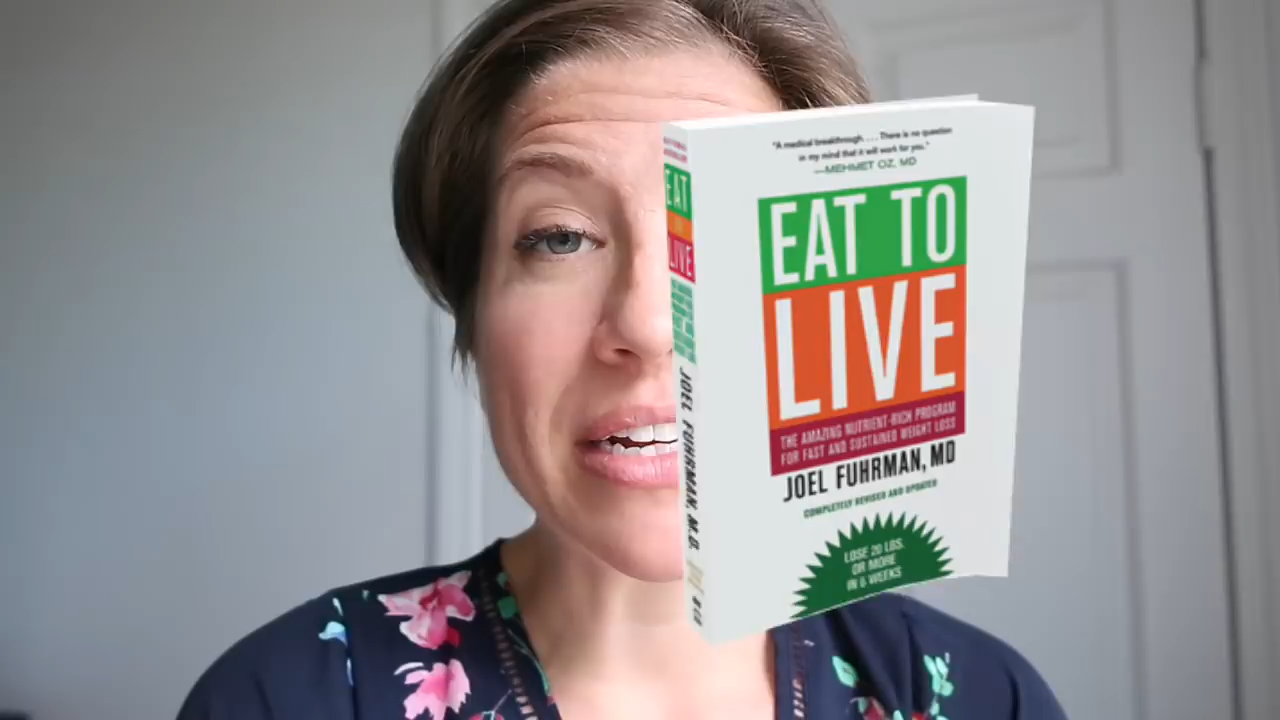 "A medical breakthrough. . . . There is no question
in my mind that it will work for you."
—MEHMET OZ, MD
EAT TO
LIVE
THE AMAZING NUTRIENT-RICH PROGRAM
FOR FAST AND SUSTAINED WEIGHT LOSS
JOEL FUHRMAN, MD
COMPLETELY REVISED AND UPDATED
LOSE 20 LBS.
OR MORE
IN 6 WEEKS
EAT
LIVE
JOEL FUHRMAN, M.D.